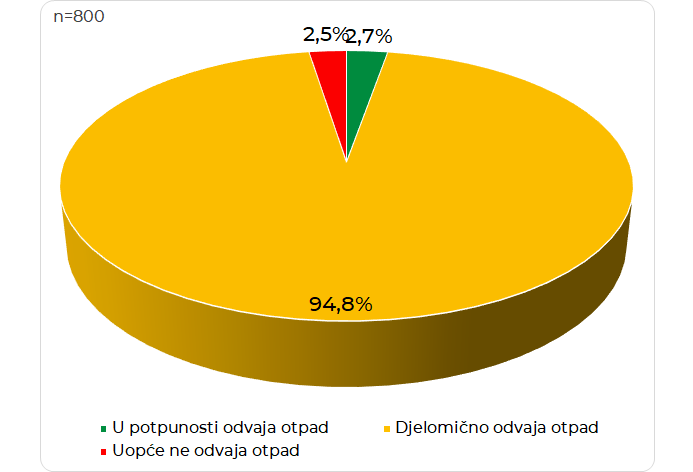 n=800
2,5%
2,7%
94,8%
U potpunosti odvaja otpad
Djelomično odvaja otpad
Uopće ne odvaja otpad